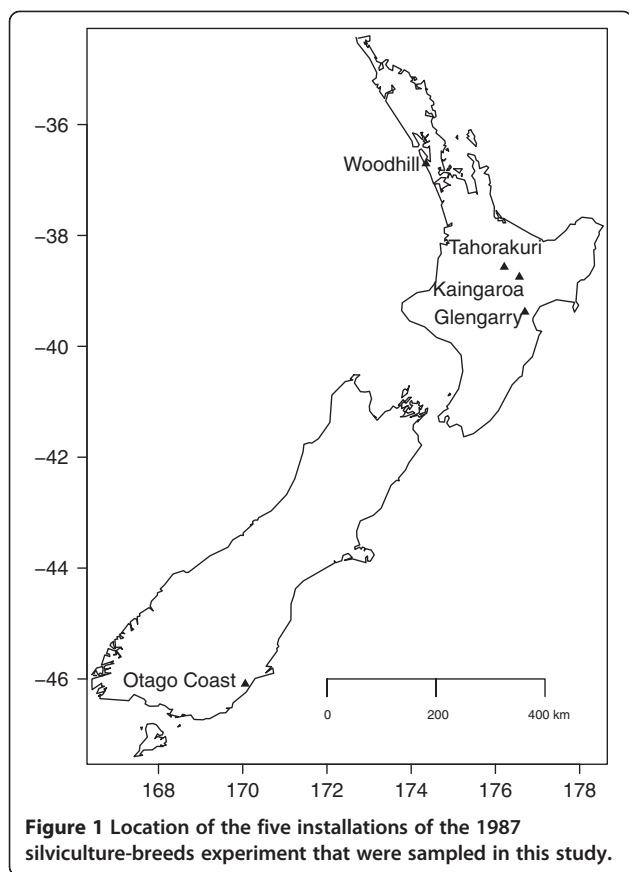 −36
Woodhill
−38
Tahorakuri
Kaingaroa
Glengarry
−40
−42
−44
−46
Otago Coast
0 200 400 km
168 170 172 174 176 178
Figure 1 Location of the five installations of the 1987
silviculture-breeds experiment that were sampled in this study.